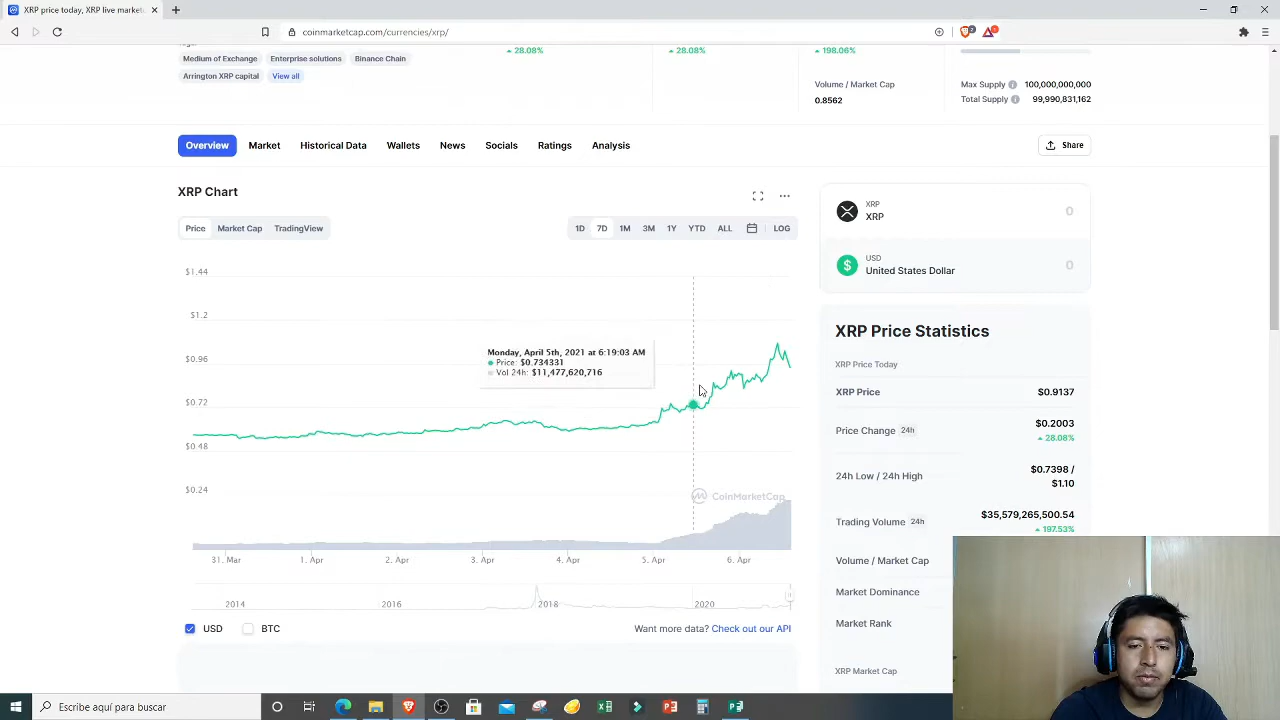 XRP price today, XRP live marke
coinmarketcap.com/currencies/xrp/
28.08%
28.08%
198.06%
Medium of Exchange Enterprise solutions Binance Chain
Arrington XRP capital View all
Volume / Market Cap
0.8562
Max Supply 100,000,000,000
Total Supply 99,990,831,162
Overview Market Historical Data Wallets News Socials Ratings Analysis
Share
XRP Chart
Price Market Cap TradingView
1D 7D 1M 3M 1Y YTD ALL LOG
$1.44
$1.2
$0.96
$0.72
$0.48
$0.24
Monday, April 5th, 2021 at 6:19:03 AM
Price: $0.734331
Vol 24h: $11,477,620,716
CoinMarketCap
31. Mar 1. Apr 2. Apr 3. Apr 4. Apr 5. Apr 6. Apr
2014 2016 2018 2020
USD BTC
Want more data? Check out our API
XRP
XRP
0
USD
United States Dollar
0
XRP Price Statistics
XRP Price Today
XRP Price $0.9137
Price Change 24h $0.2003
28.08%
24h Low / 24h High $0.7398 /
$1.10
Trading Volume 24h $35,579,265,500.54
197.53%
Volume / Market Cap
Market Dominance
Market Rank
XRP Market Cap
Escribe aquí para buscar